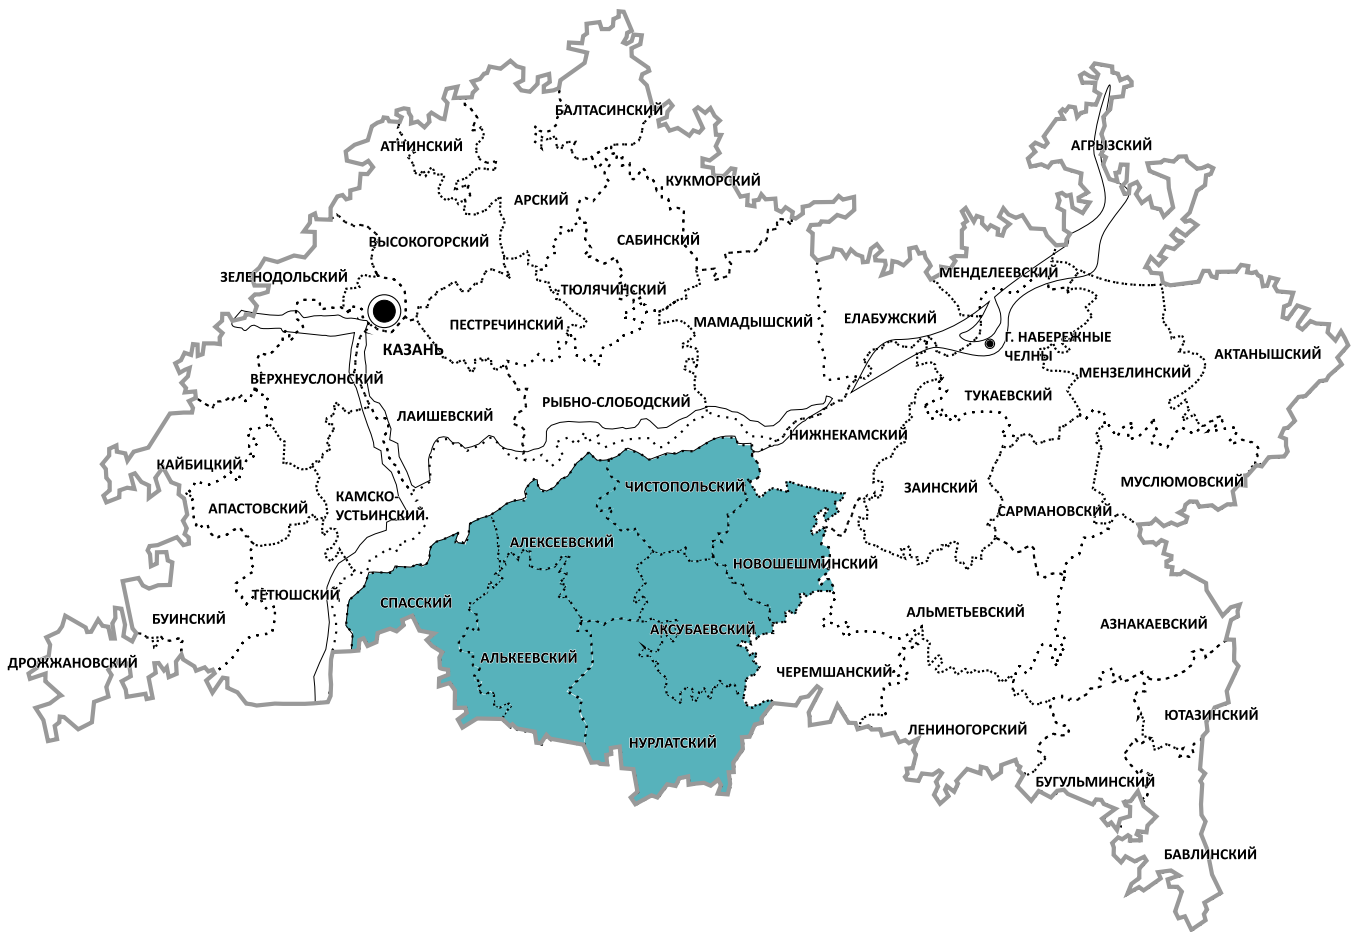 БАЛТАСИНСКИЙ
АТНИНСКИЙ
АГРЫЗСКИЙ
КУКМОРСКИЙ
АРСКИЙ
ВЫСОКОГОРСКИЙ
САБИНСКИЙ
ЗЕЛЕНОДОЛЬСКИЙ
МЕНДЕЛЕЕВСКИЙ
ТЮЛЯЧИНСКИЙ
ПЕСТРЕЧИНСКИЙ
МАМАДЫШСКИЙ
ЕЛАБУЖСКИЙ
Г. НАБЕРЕЖНЫЕ
ЧЕЛНЫ
КАЗАНЬ
АКТАНЫШСКИЙ
ВЕРХНЕУСЛОНСКИЙ
МЕНЗЕЛИНСКИЙ
ТУКАЕВСКИЙ
РЫБНО-СЛОБОДСКИЙ
ЛАИШЕВСКИЙ
НИЖНЕКАМСКИЙ
КАЙБИЦКИЙ
МУСЛЮМОВСКИЙ
ЧИСТОПОЛЬСКИЙ
ЗАИНСКИЙ
КАМСКО-
УСТЬИНСКИЙ
АПАСТОВСКИЙ
САРМАНОВСКИЙ
АЛЕКСЕЕВСКИЙ
НОВОШЕШМИНСКИЙ
ТЕТЮШСКИЙ
СПАССКИЙ
АЛЬМЕТЬЕВСКИЙ
БУИНСКИЙ
АЗНАКАЕВСКИЙ
АКСУБАЕВСКИЙ
АЛЬКЕЕВСКИЙ
ДРОЖЖАНОВСКИЙ
ЧЕРЕМШАНСКИЙ
ЮТАЗИНСКИЙ
ЛЕНИНОГОРСКИЙ
НУРЛАТСКИЙ
БУГУЛЬМИНСКИЙ
БАВЛИНСКИЙ